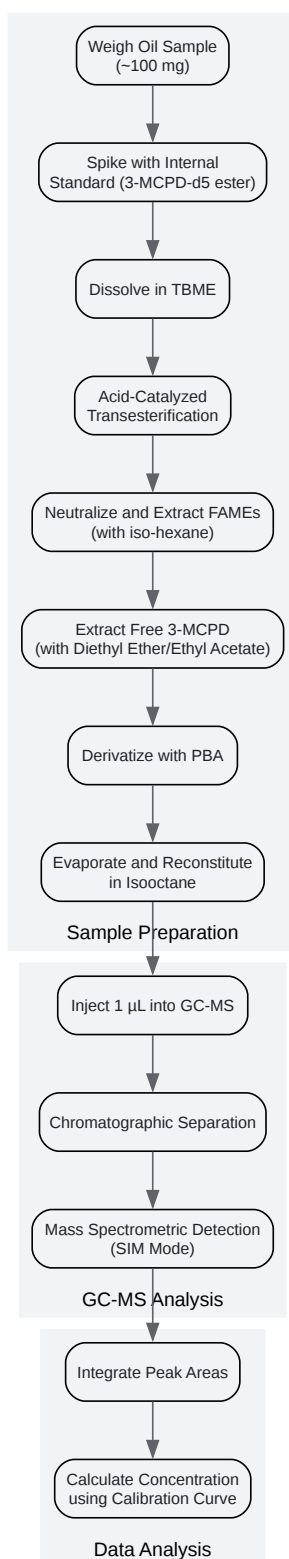 Weigh Oil Sample
(~100 mg)
Spike with Internal
Standard (3-MCPD-d5 ester)
Dissolve in TBME
Acid-Catalyzed
Transesterification
Neutralize and Extract FAMEs
(with iso-hexane)
Extract Free 3-MCPD
(with Diethyl Ether/Ethyl Acetate)
Derivatize with PBA
Evaporate and Reconstitute
in Isooctane
Sample Preparation
Inject 1 µL into GC-MS
Chromatographic Separation
Mass Spectrometric Detection
(SIM Mode)
GC-MS Analysis
Integrate Peak Areas
Calculate Concentration
using Calibration Curve
Data Analysis